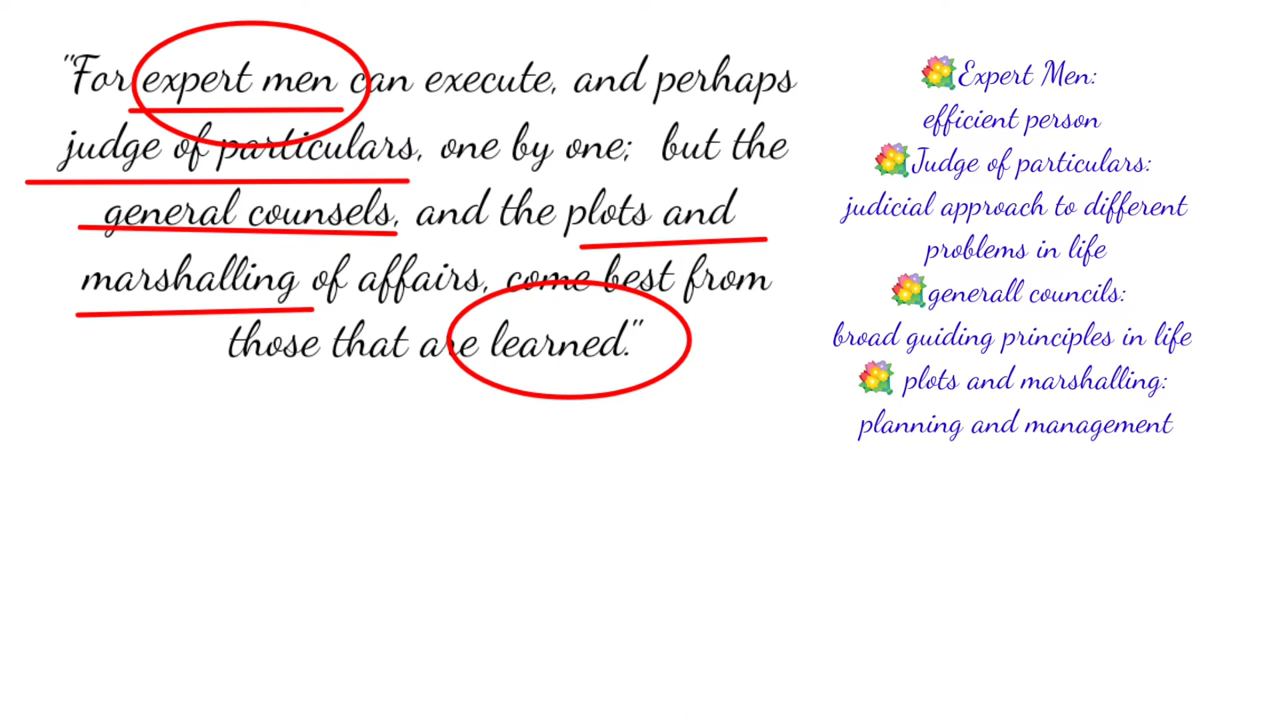 "For expert men can execute, and perhaps
judge of particulars, one by one; but the
general counsels, and the plots and
marshalling of affairs, come best from
those that are learned."
Expert Men:
efficient person
Judge of particulars:
judicial approach to different
problems in life
generall councils:
broad guiding principles in life
plots and marshalling:
planning and management